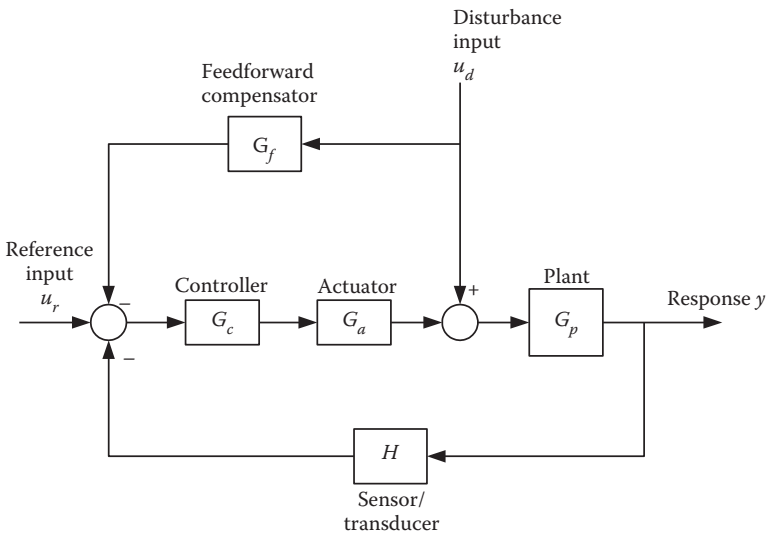 Disturbance
input
u_d
Feedforward
compensator
G_f
Reference
input
u_r
−
Controller
G_c
Actuator
G_a
+
Plant
G_p
Response y
−
H
Sensor/
transducer